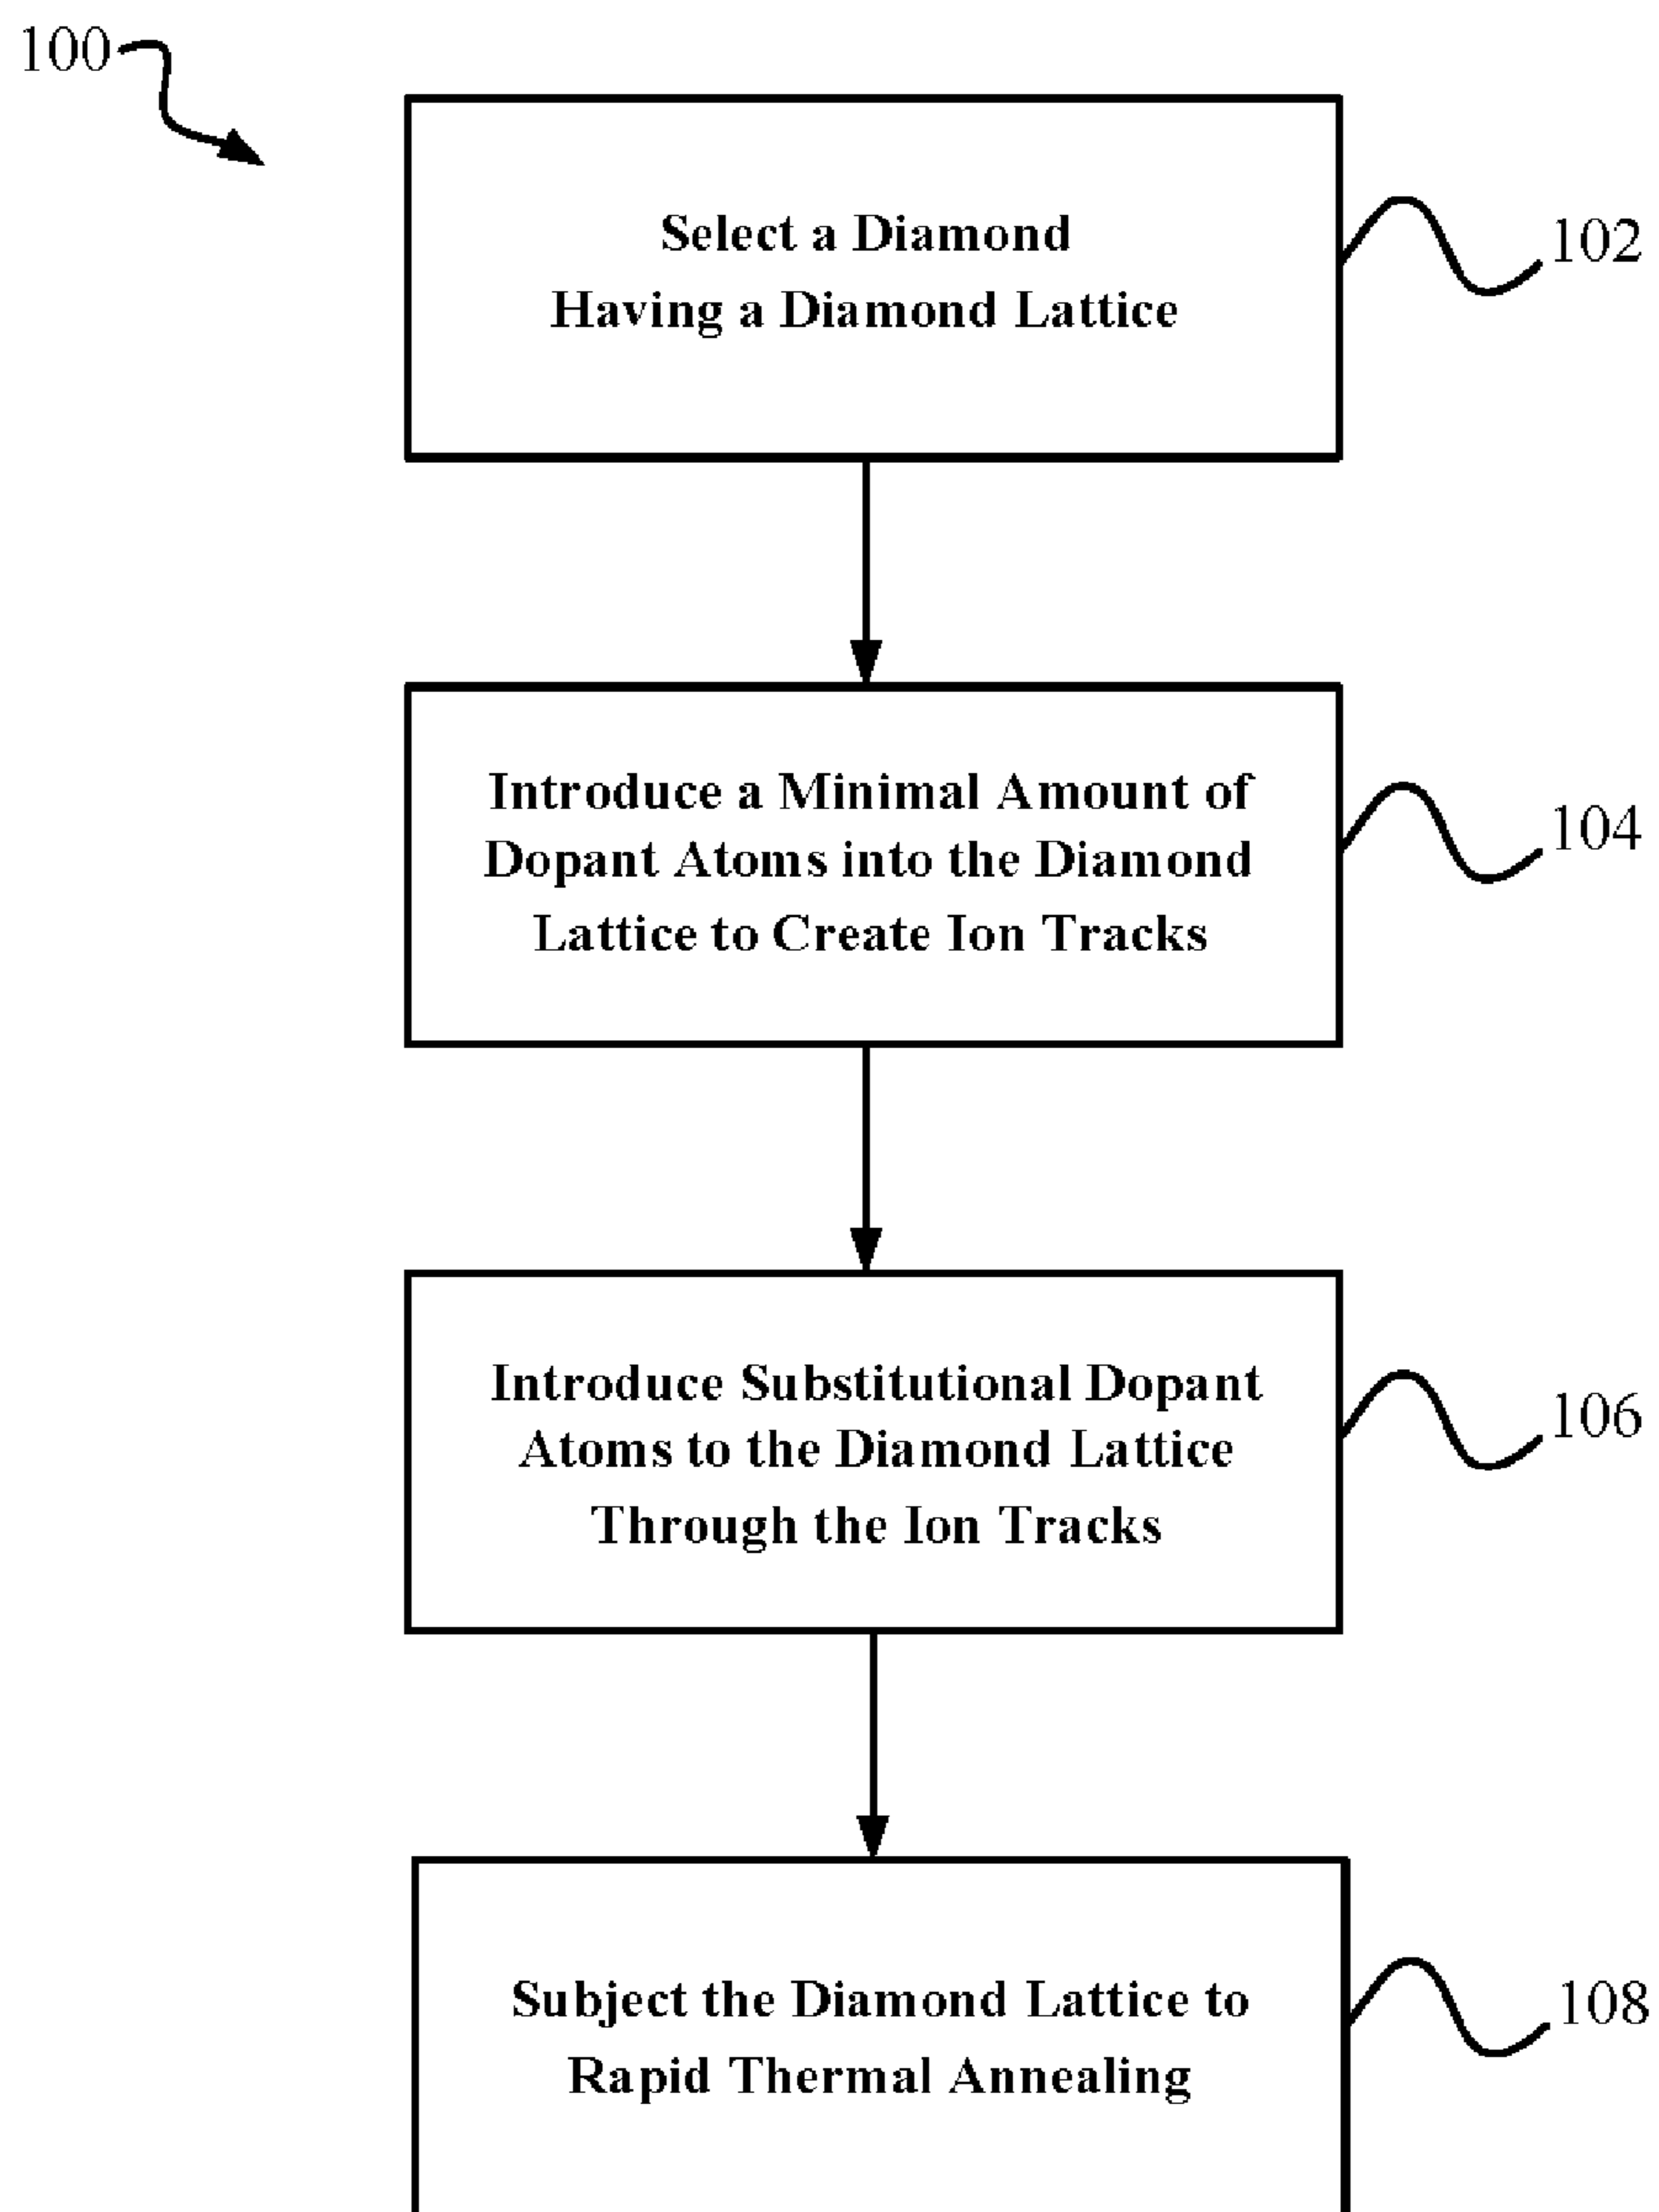 100
Select a Diamond
Having a Diamond Lattice
102
Introduce a Minimal Amount of
Dopant Atoms into the Diamond
Lattice to Create Ion Tracks
104
Introduce Substitutional Dopant
Atoms to the Diamond Lattice
Through the Ion Tracks
106
Subject the Diamond Lattice to
Rapid Thermal Annealing
108